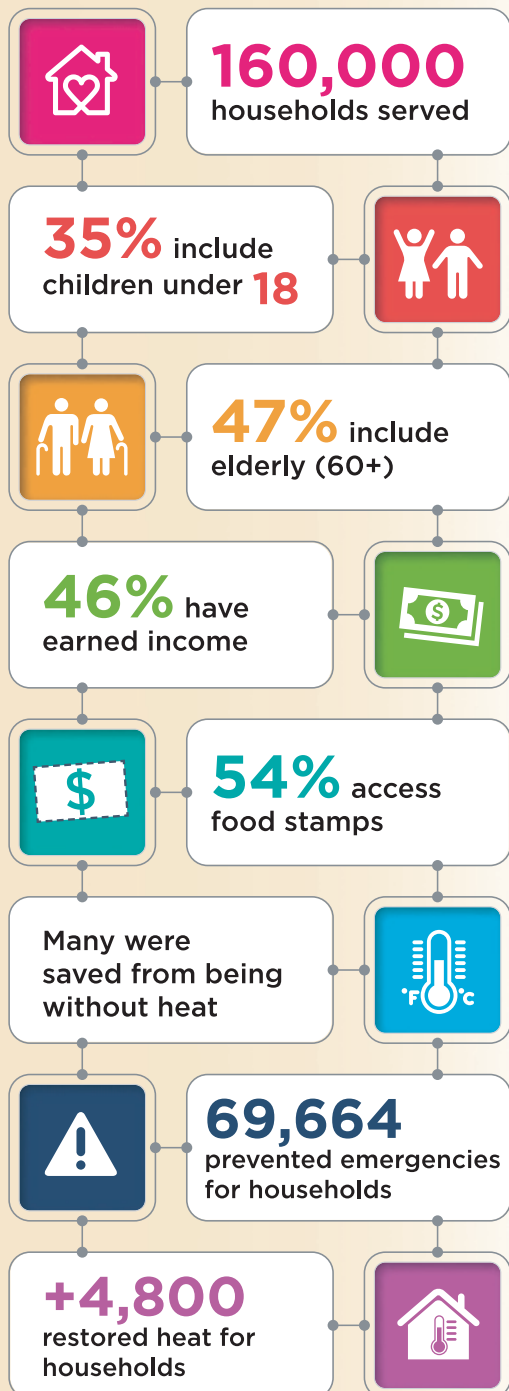 160,000
households served
35% include
children under 18
47% include
elderly (60+)
46% have
earned income
$
$
54% access
food stamps
Many were
saved from being
without heat
°F °C
!
69,664
prevented emergencies
for households
+4,800
restored heat for
households